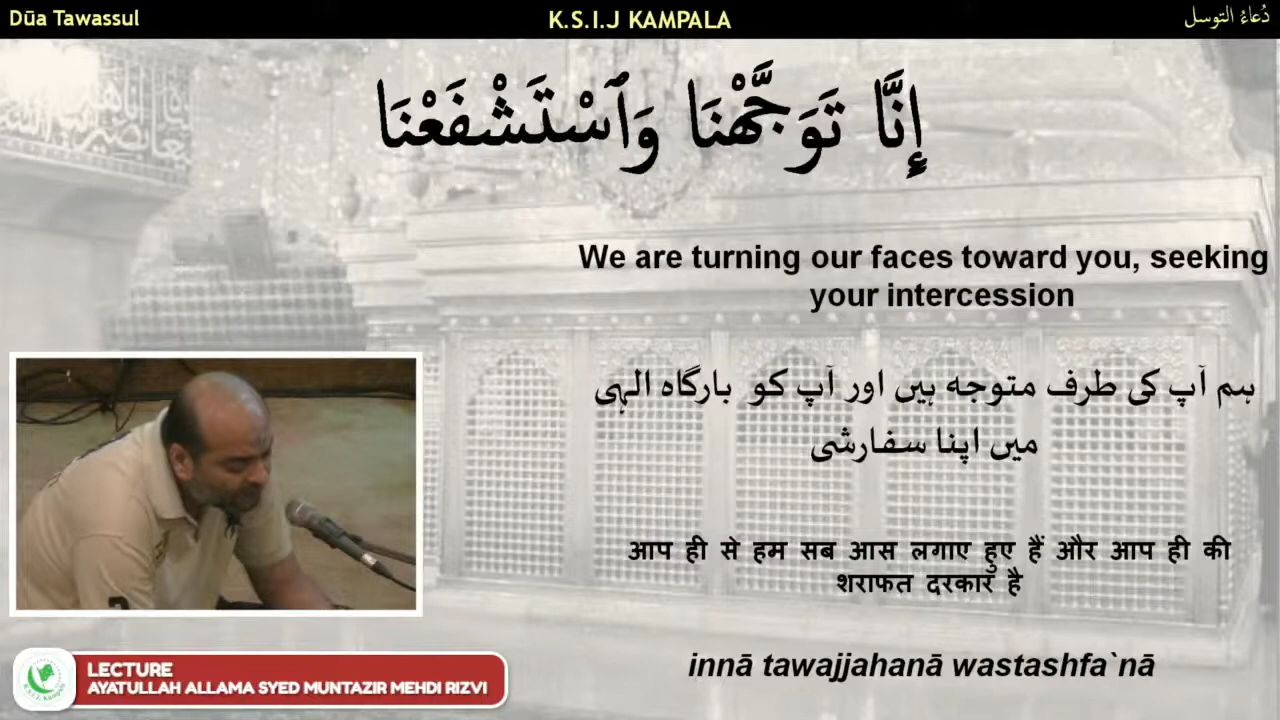 Dūa Tawassul
K.S.I.J KAMPALA
دُعاءُ التوسل
إِنَّا تَوَجَّهْنَا وَٱسْتَشْفَعْنَا
We are turning our faces toward you, seeking
your intercession
ہم آپ کی طرف متوجہ ہیں اور آپ کو بارگاہ الہی
میں اپنا سفارشی
आप ही से हम सब आस लगाए हुए हैं और आप ही की
शराफत दरकार है
innā tawajjahanā wastashfa`nā
LECTURE
AYATULLAH ALLAMA SYED MUNTAZIR MEHDI RIZVI
K.S.I.J. Kampala